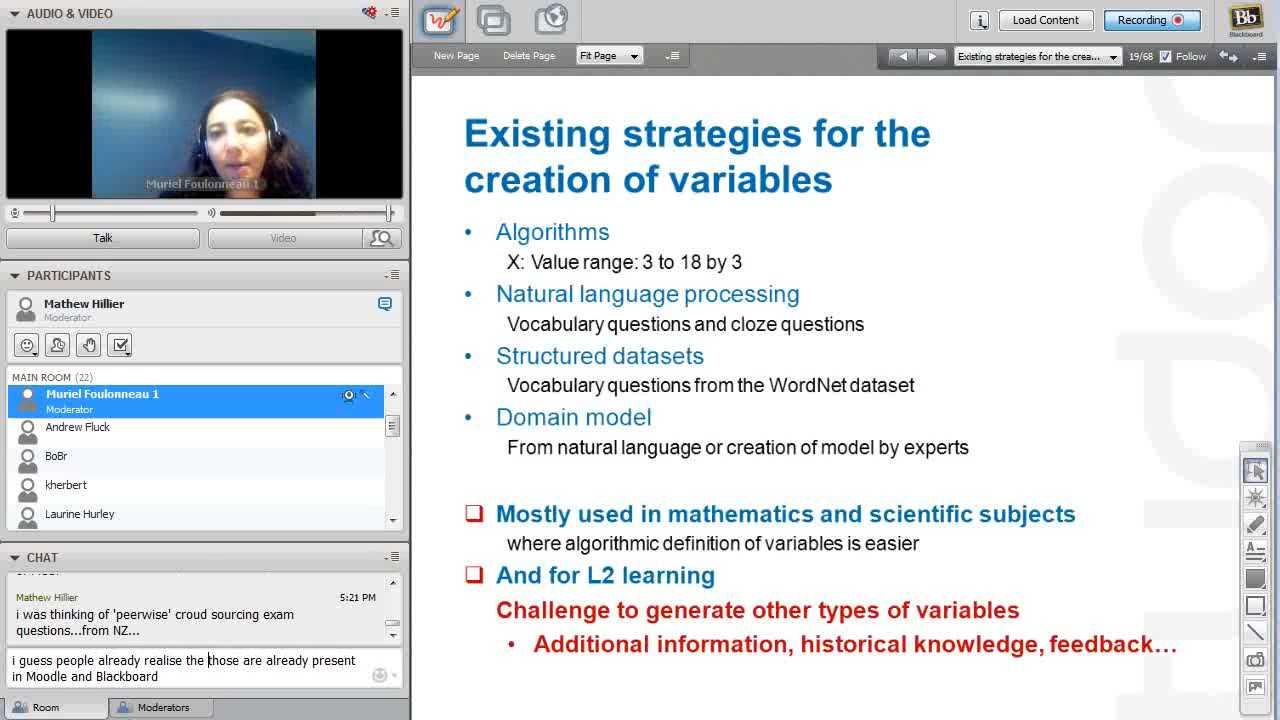 AUDIO & VIDEO
Muriel Foulonneau 1
Talk
Video
PARTICIPANTS
Mathew Hillier
Moderator
MAIN ROOM (22)
Muriel Foulonneau 1
Moderator
Andrew Fluck
BoBr
kherbert
Laurine Hurley
CHAT
Mathew Hillier 5:21 PM
i was thinking of 'peerwise' croud sourcing exam
questions...from NZ...
i guess people already realise the those are already present
in Moodle and Blackboard
Room Moderators
Load Content Recording
Bb
Blackboard
New Page Delete Page Fit Page Existing strategies for the crea... 19/68 Follow
Existing strategies for the
creation of variables
• Algorithms
X: Value range: 3 to 18 by 3
• Natural language processing
Vocabulary questions and cloze questions
• Structured datasets
Vocabulary questions from the WordNet dataset
• Domain model
From natural language or creation of model by experts
Mostly used in mathematics and scientific subjects
where algorithmic definition of variables is easier
And for L2 learning
Challenge to generate other types of variables
• Additional information, historical knowledge, feedback…